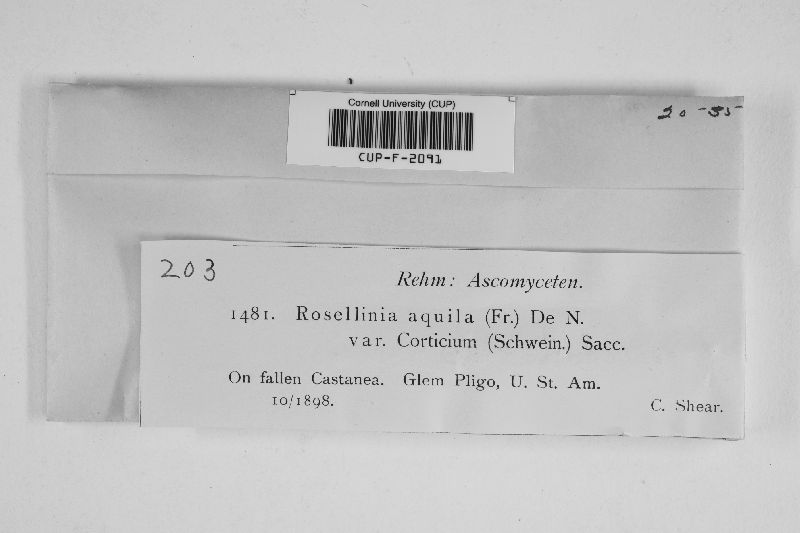 Cornell University (CUP)
CUP-F-2091
20-55
203
Rehm: Ascomyceten.
1481. Rosellinia aquila (Fr.) De N.
var. Corticium (Schwein.) Sacc.
On fallen Castanea. Glem Pligo, U. St. Am.
10/1898.
C. Shear.